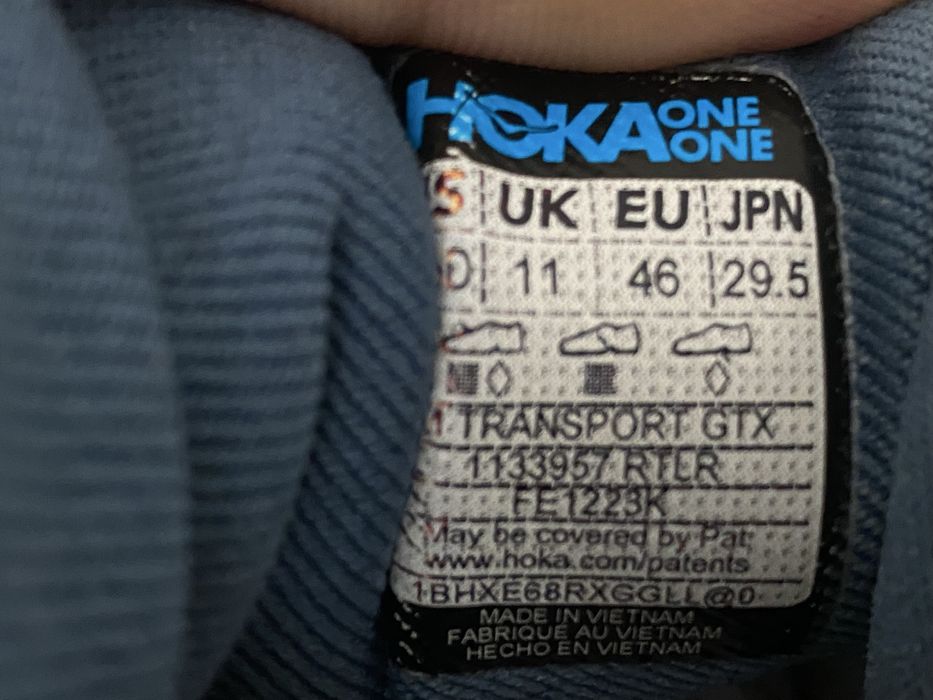 HOKA ONE ONE
UK EU JPN
11 46 29.5
TRANSPORT GTX
1133957 RTLR
FE1223K
May be covered by Pat:
www.hoka.com/patents
1BHXE68RXGGLL@0
MADE IN VIETNAM
FABRIQUE AU VIETNAM
HECHO EN VIETNAM